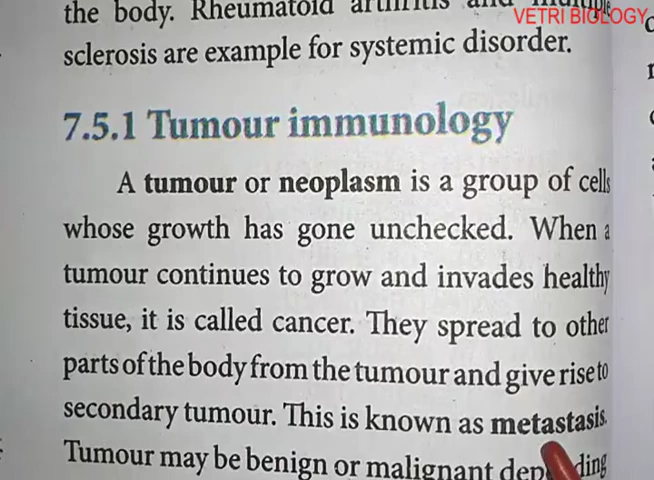 VETRI BIOLOGY
the body. Rheumatoid arthritis and multiple
sclerosis are example for systemic disorder.
7.5.1 Tumour immunology
A tumour or neoplasm is a group of cells
whose growth has gone unchecked. When a
tumour continues to grow and invades healthy
tissue, it is called cancer. They spread to other
parts of the body from the tumour and give rise to
secondary tumour. This is known as metastasis.
Tumour may be benign or malignant depending